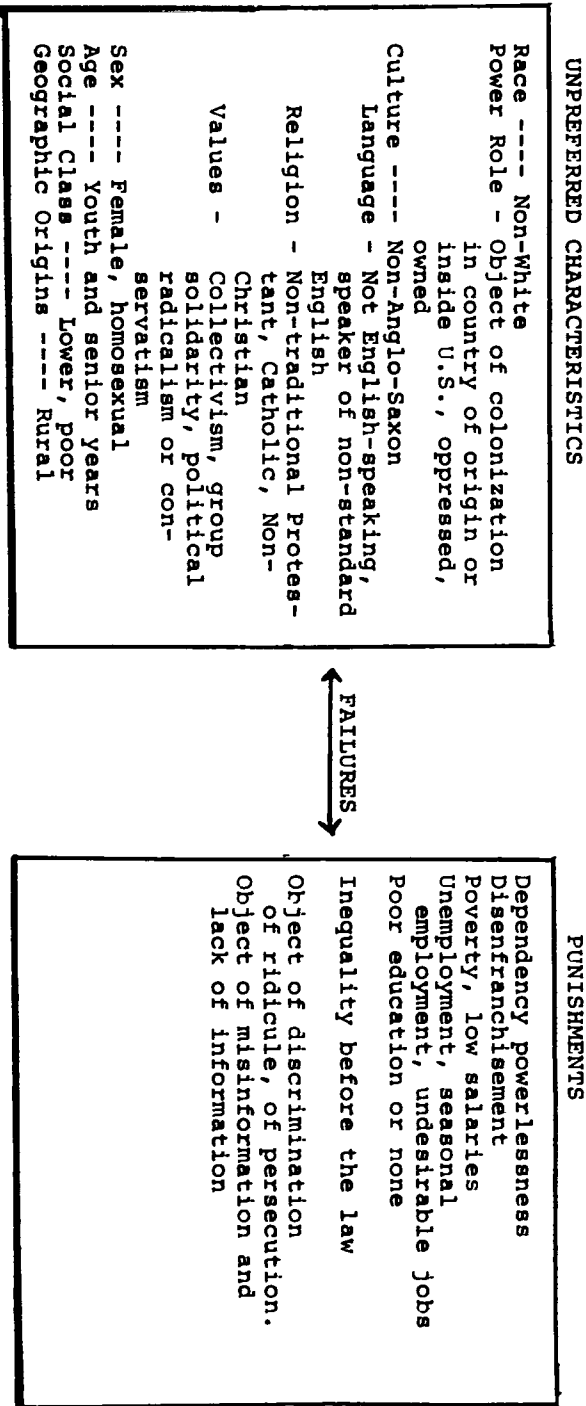 UNPREFERRED CHARACTERISTICS
Race ---- Non-White
Power Role - Object of colonization
in country of origin or
inside U.S., oppressed,
owned
Culture ---- Non-Anglo-Saxon
Language - Not English-speaking,
speaker of non-standard
English
Religion - Non-traditional Protes-
tant, Catholic, Non-
Christian
Values - Collectivism, group
solidarity, political
radicalism or con-
servatism
Sex ---- Female, homosexual
Age ---- Youth and senior years
Social Class ---- Lower, poor
Geographic Origins ---- Rural
FAILURES
PUNISHMENTS
Dependency powerlessness
Disenfranchisement
Poverty, low salaries
Unemployment, seasonal
employment, undesirable jobs
Poor education or none
Inequality before the law
Object of discrimination
of ridicule, of persecution.
Object of misinformation and
lack of information